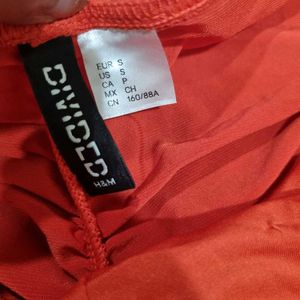 DIVIDED
H&M
EUR S
US S
CA P
MX CH
CN 160/88A